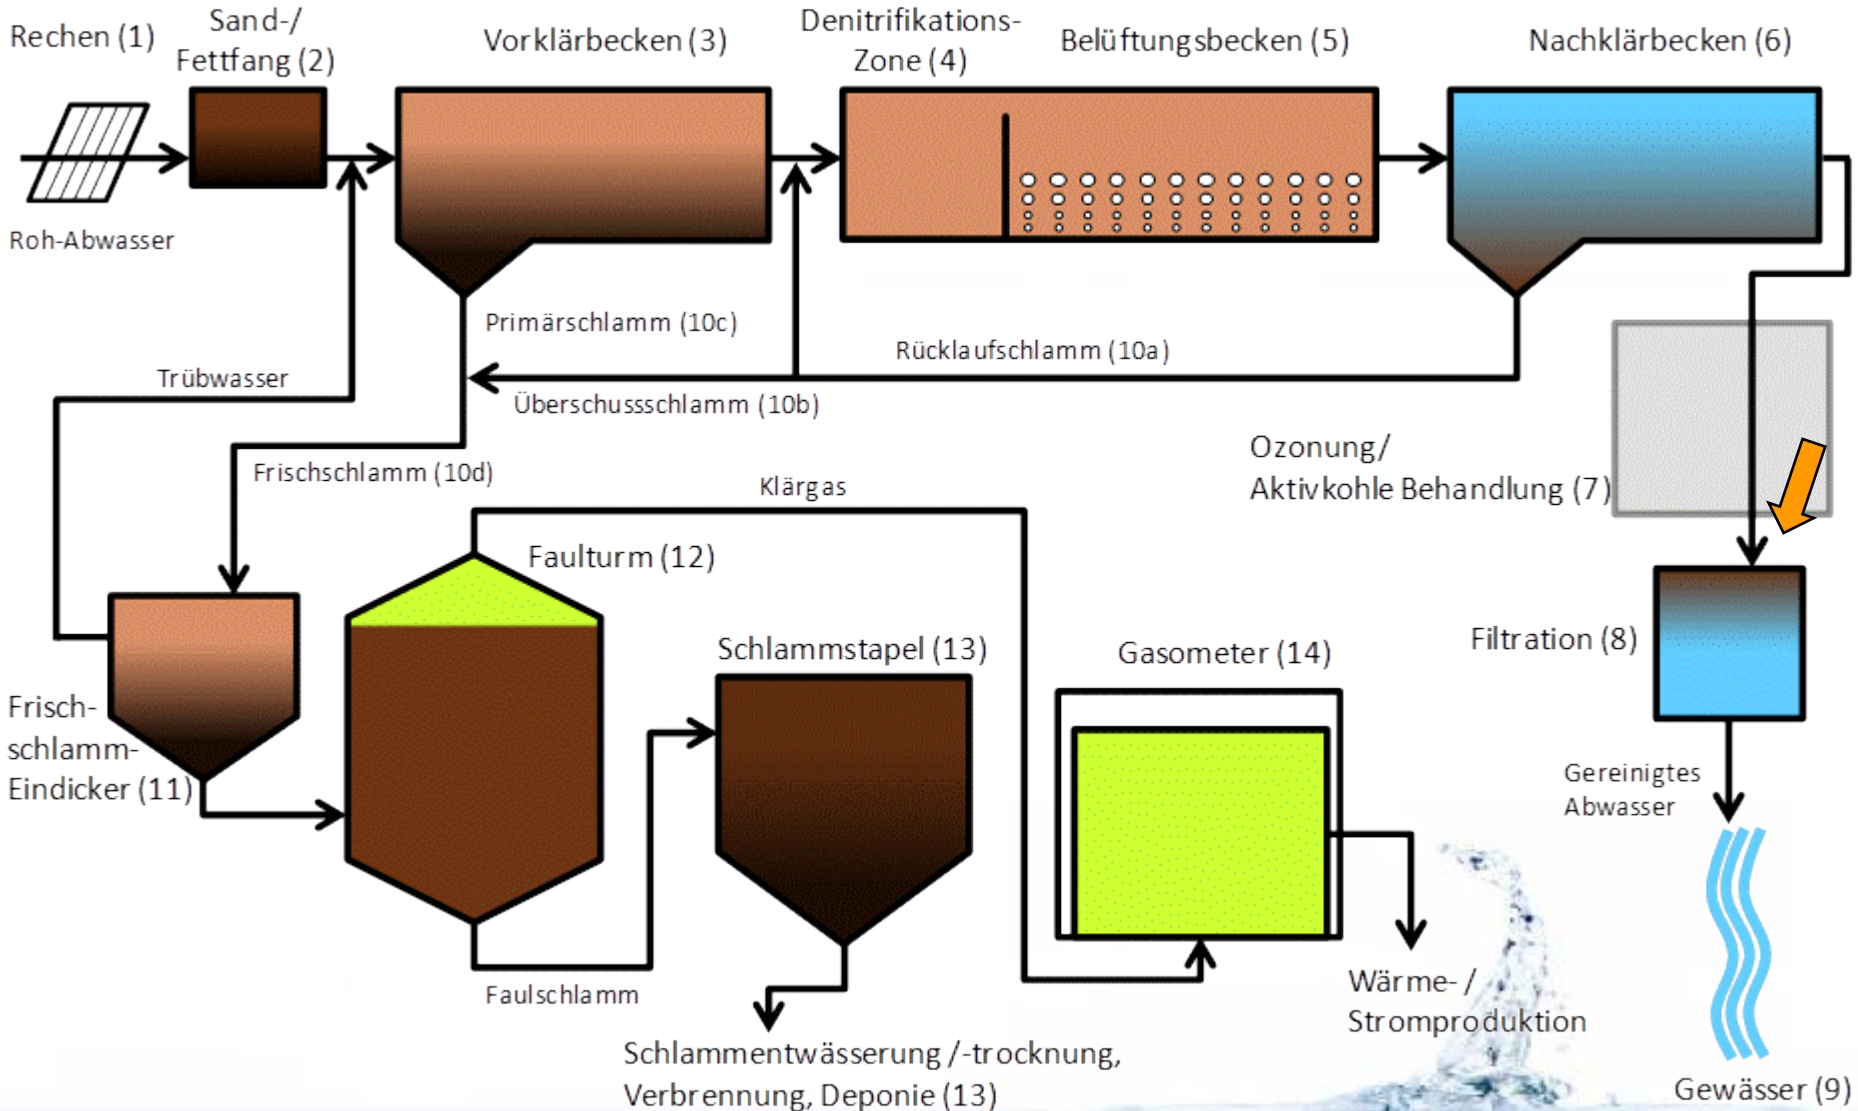 Rechen (1)
Sand-/
Fettfang (2)
Vorklärbecken (3)
Denitrifikations-
Zone (4)
Belüftungsbecken (5)
Nachklärbecken (6)
Roh-Abwasser
Primärschlamm (10c)
Rücklaufschlamm (10a)
Trübwasser
Überschussschlamm (10b)
Frischschlamm (10d)
Klärgas
Ozonung/
Aktivkohle Behandlung (7)
Faulturm (12)
Schlammstapel (13)
Gasometer (14)
Filtration (8)
Frisch-
schlamm-
Eindicker (11)
Gereinigtes
Abwasser
Faulschlamm
Wärme- /
Stromproduktion
Schlammentwässerung /-trocknung,
Verbrennung, Deponie (13)
Gewässer (9)